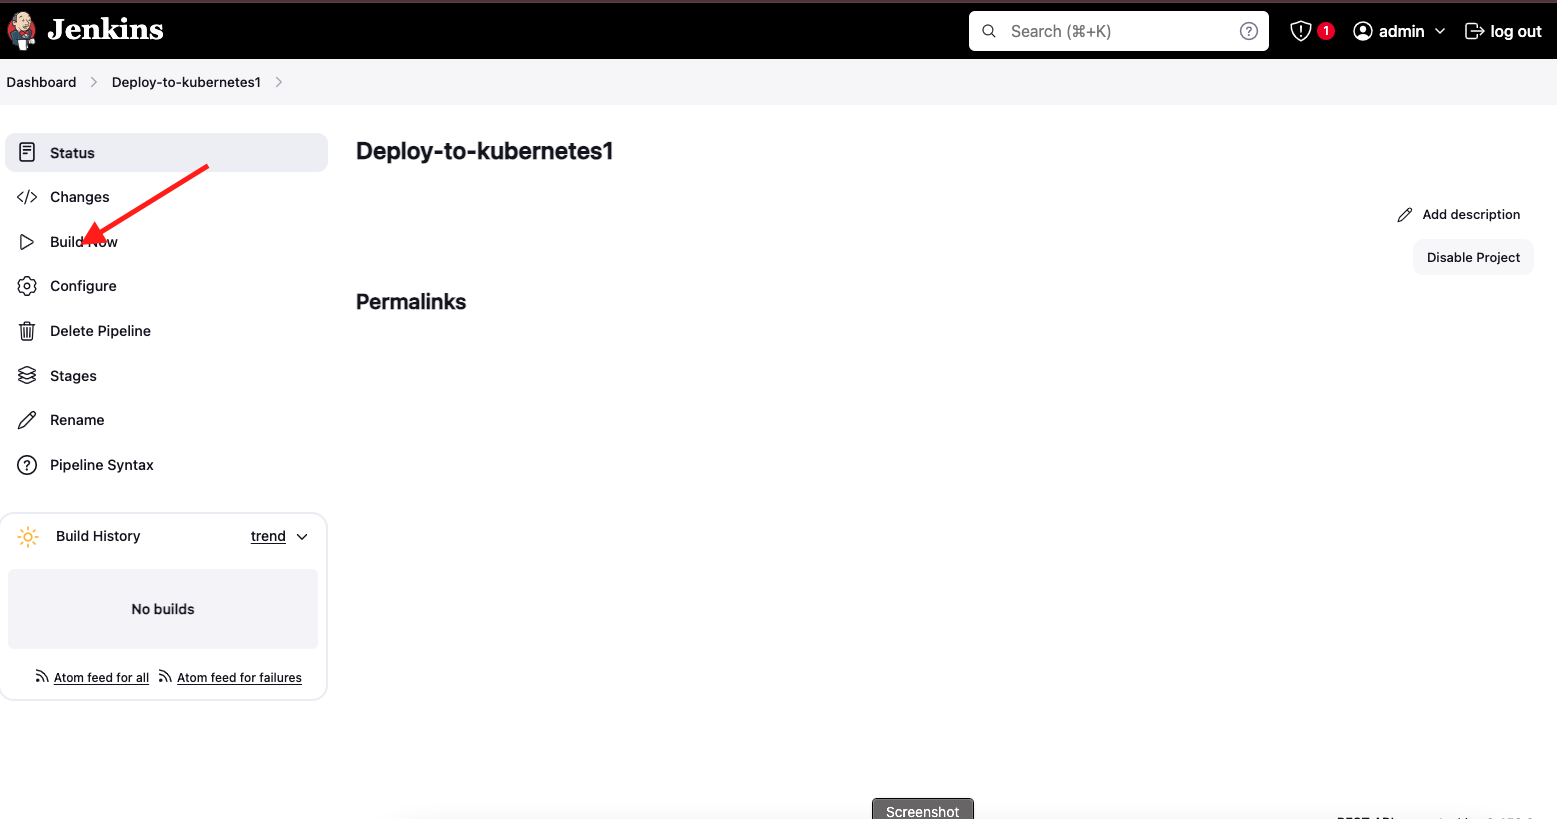 Jenkins
Search (⌘+K)
?
1
admin
log out
Dashboard
Deploy-to-kubernetes1
Status
Deploy-to-kubernetes1
Changes
Add description
Build Now
Disable Project
Configure
Permalinks
Delete Pipeline
Stages
Rename
Pipeline Syntax
Build History
trend
No builds
Atom feed for all
Atom feed for failures
Screenshot